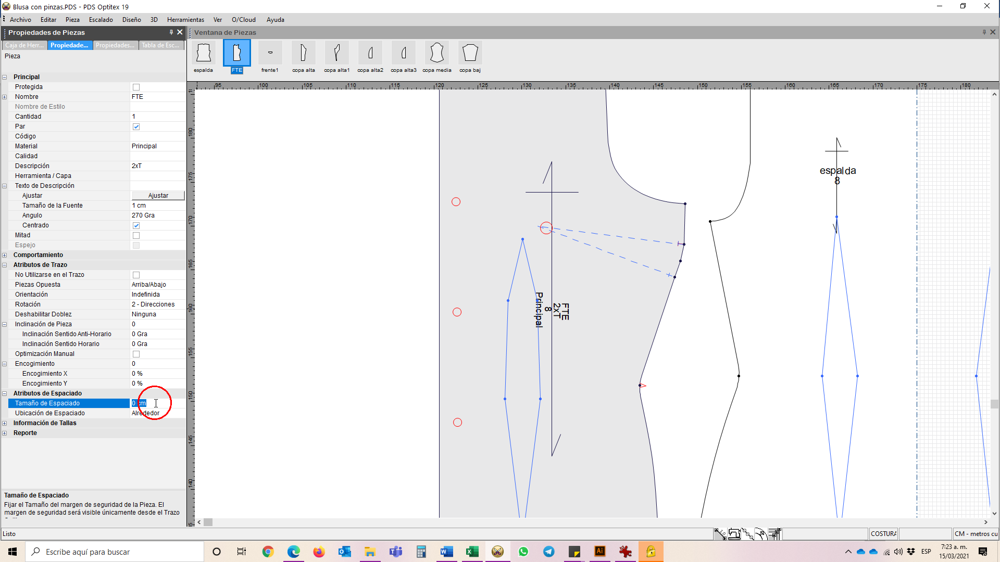 Blusa con pinzas.PDS - PDS Optitex 19
Archivo Editar Pieza Escalado Diseño 3D Herramientas Ver O/Cloud Ayuda
Propiedades de Piezas
Caja de Herr... Propiedade... Propiedades... Tabla de Esc...
Pieza
Principal
Protegida
Nombre FTE
Nombre de Estilo
Cantidad 1
Par
Código
Material Principal
Calidad
Descripción 2xT
Herramienta / Capa
Texto de Descripción
Ajustar Ajustar
Tamaño de la Fuente 1 cm
Angulo 270 Gra
Centrado
Mitad
Espejo
Comportamiento
Atributos de Trazo
No Utilizarse en el Trazo
Piezas Opuesta Arriba/Abajo
Orientación Indefinida
Rotación 2 - Direcciones
Deshabilitar Doblez Ninguna
Inclinación de Pieza 0
Inclinación Sentido Anti-Horario 0 Gra
Inclinación Sentido Horario 0 Gra
Optimización Manual
Encogimiento 0
Encogimiento X 0 %
Encogimiento Y 0 %
Atributos de Espaciado
Tamaño de Espaciado 0 cm
Ubicación de Espaciado Alrededor
Información de Tallas
Reporte
Tamaño de Espaciado
Fijar el Tamaño del margen de seguridad de la Pieza. El
margen de seguridad será visible únicamente desde el Trazo
Ventana de Piezas
espalda FTE frente1 copa alta copa alta1 copa alta2 copa alta3 copa media copa baj
95 100 105 110 115 120 125 130 135 140 145 150 155 160 165 170 175 180
180
175
170
165
160
155
150
145
140
espalda
8
FTE
2xT
8
Principal
Listo
COSTURA
CM - metros cu
Escribe aquí para buscar
ESP
7:23 a. m.
15/03/2021